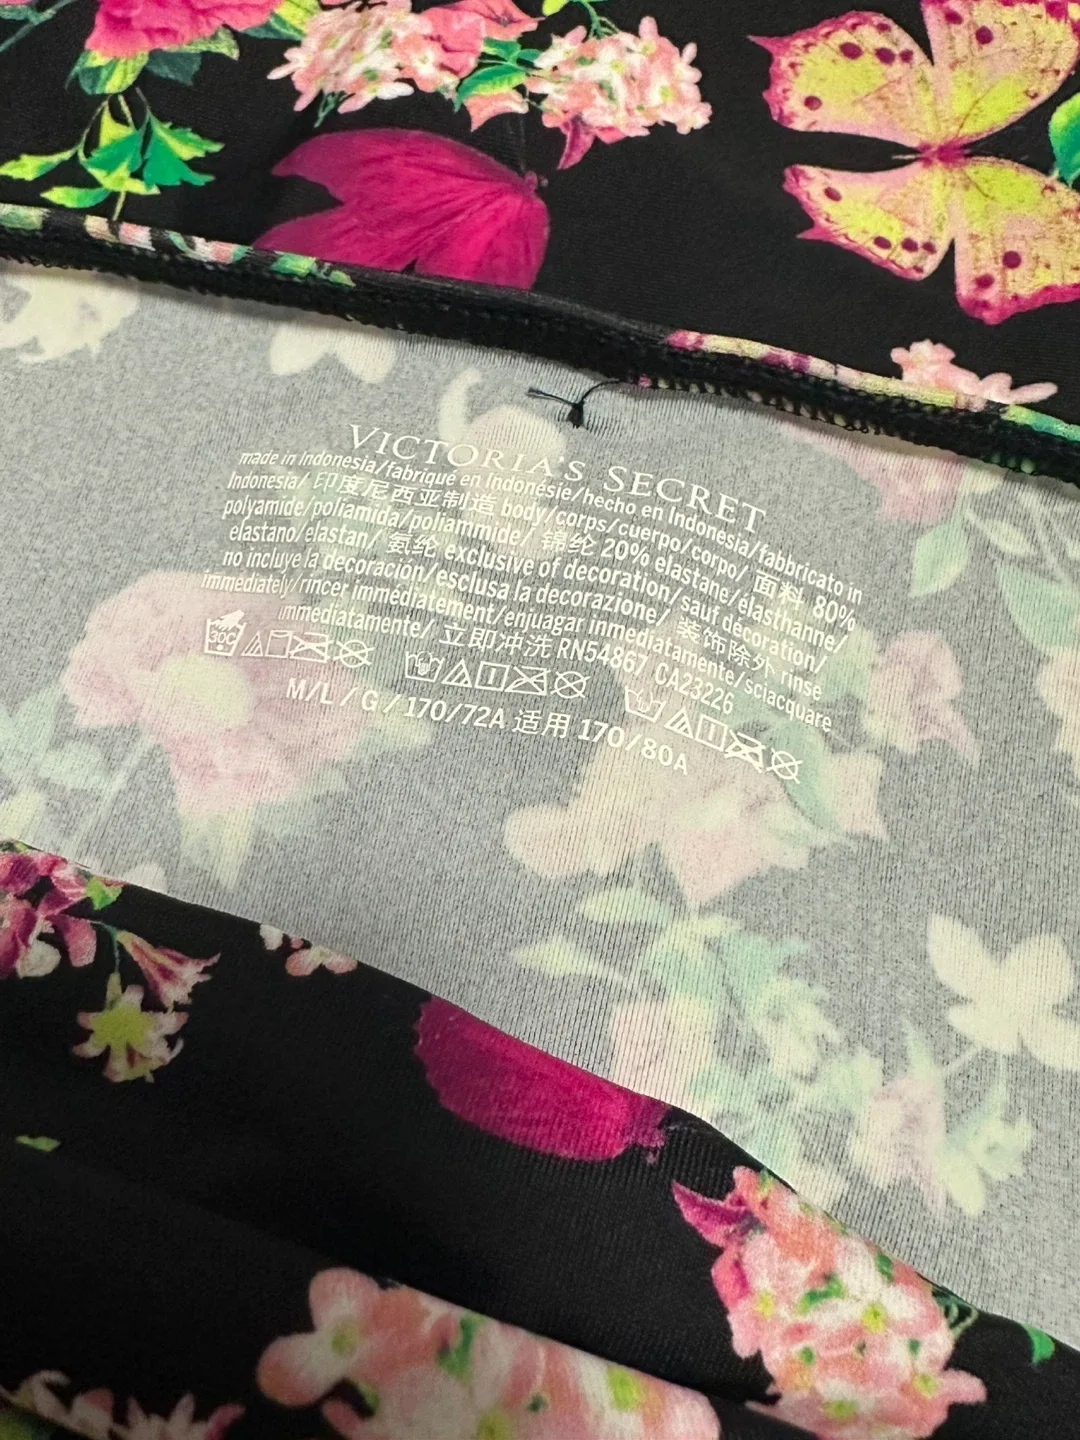 VICTORIA'S SECRET
made in Indonesia/fabriqué en Indonésie/hecho en Indonesia/fabbricato in
Indonesia/ 印度尼西亚制造 body/corps/cuerpo/corpo/ 面料 80%
polyamide/poliamida/poliammide/ 锦纶 20% elastane/élasthanne/
elastano/elastan/ 氨纶 exclusive of decoration/sauf décoration/
no incluye la decoración/esclusa la decorazione/ 装饰除外 rinse
immediately/rincer immédiatement/enjuagar inmediatamente/sciacquare
immediatamente/ 立即冲洗 RN54867 CA23226
30C
M/L / G / 170/72A 适用 170/80A